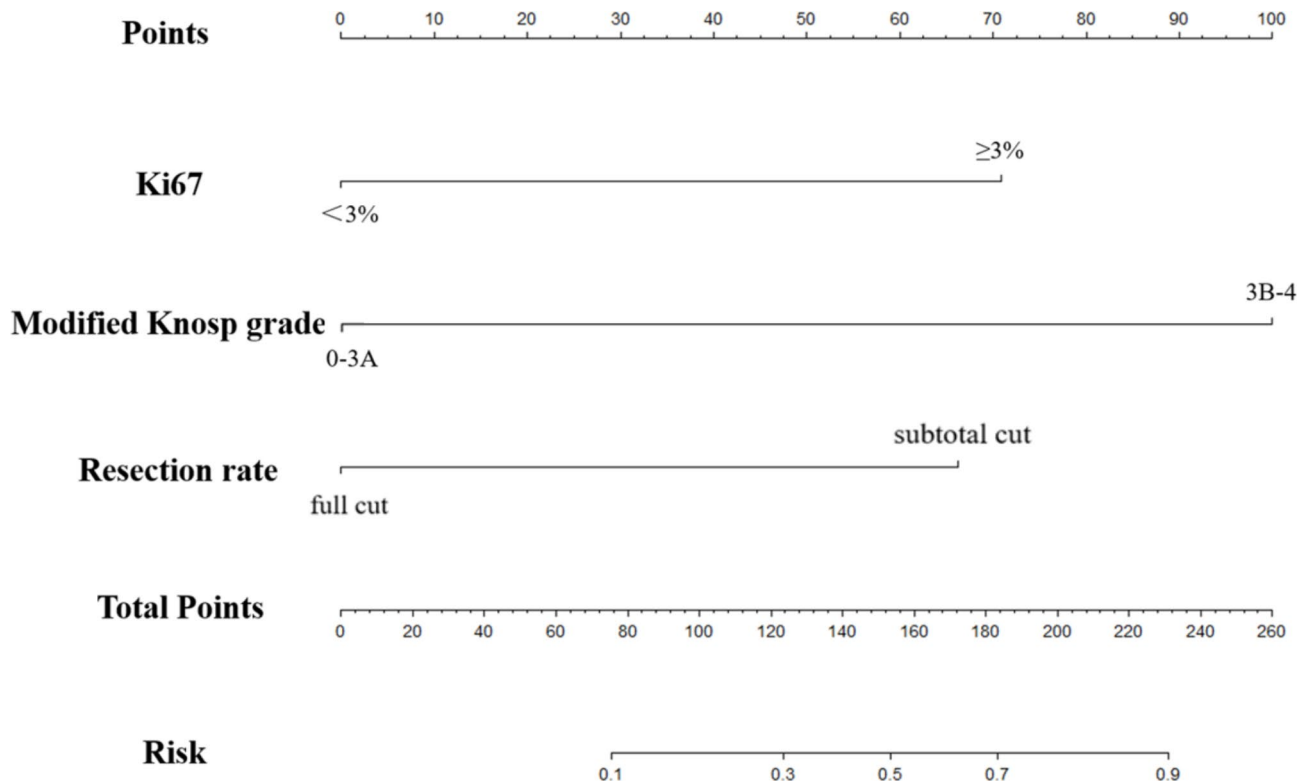 Points
0 10 20 30 40 50 60 70 80 90 100
Ki67
≥3%
<3%
Modified Knosp grade
3B-4
0-3A
Resection rate
subtotal cut
full cut
Total Points
0 20 40 60 80 100 120 140 160 180 200 220 240 260
Risk
0.1 0.3 0.5 0.7 0.9